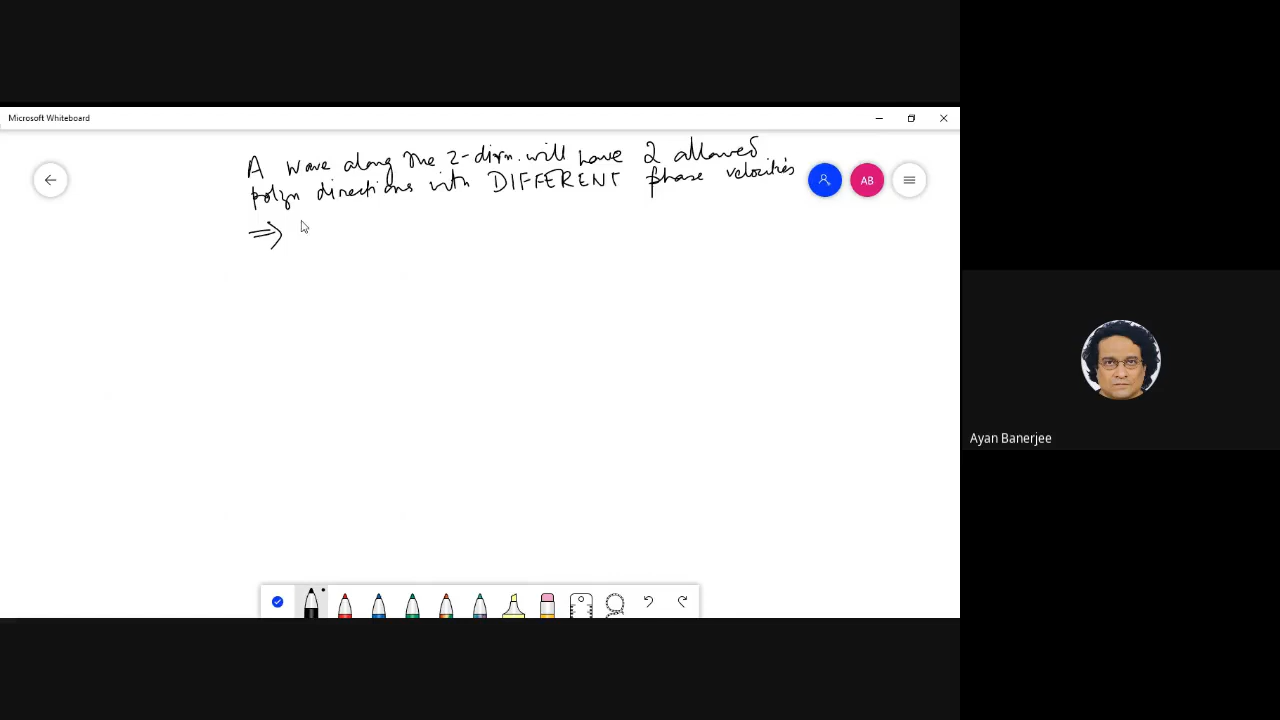 Microsoft Whiteboard
A wave along the z-dirn. will have 2 allowed
polzn directions with DIFFERENT phase velocities
⇒
AB
Ayan Banerjee